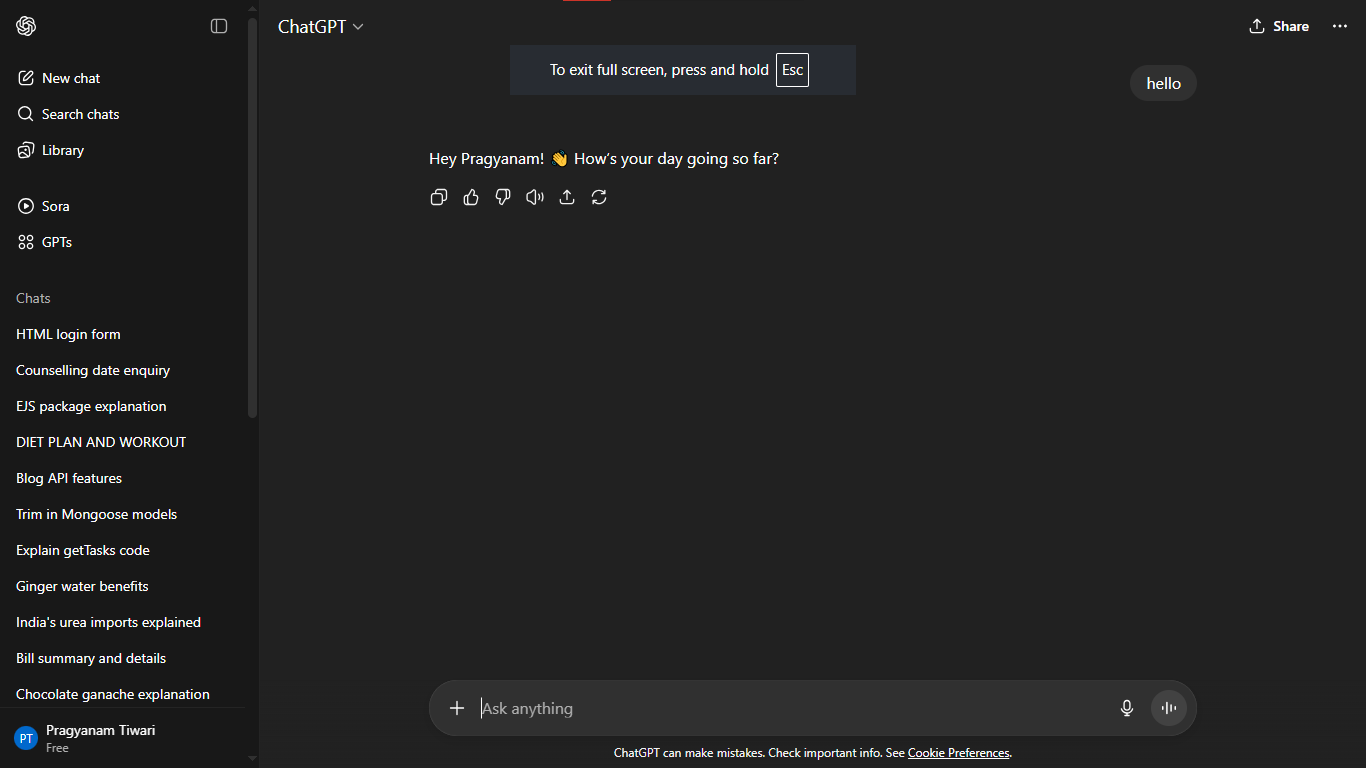 New chat
Search chats
Library
Sora
GPTs
Chats
HTML login form
Counselling date enquiry
EJS package explanation
DIET PLAN AND WORKOUT
Blog API features
Trim in Mongoose models
Explain getTasks code
Ginger water benefits
India's urea imports explained
Bill summary and details
Chocolate ganache explanation
PT
Pragyanam Tiwari
Free
ChatGPT
Share
To exit full screen, press and hold Esc
hello
Hey Pragyanam! 👋 How's your day going so far?
Ask anything
ChatGPT can make mistakes. Check important info. See Cookie Preferences.